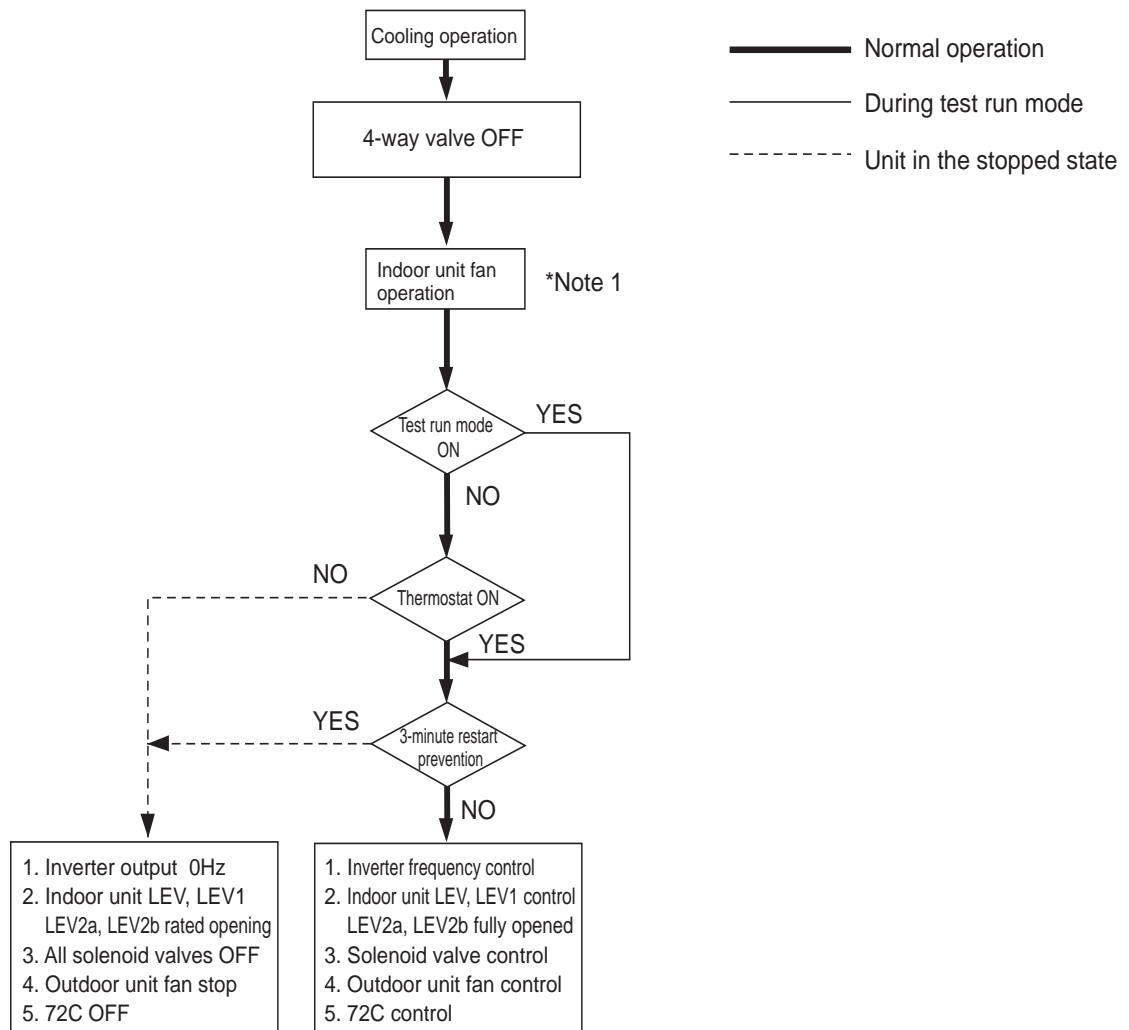 Cooling operation
Normal operation
During test run mode
Unit in the stopped state
4-way valve OFF
Indoor unit fan
operation
*Note 1
Test run mode
ON
YES
NO
NO
Thermostat ON
YES
YES
3-minute restart
prevention
NO
1. Inverter output 0Hz
2. Indoor unit LEV, LEV1
LEV2a, LEV2b rated opening
3. All solenoid valves OFF
4. Outdoor unit fan stop
5. 72C OFF
1. Inverter frequency control
2. Indoor unit LEV, LEV1 control
LEV2a, LEV2b fully opened
3. Solenoid valve control
4. Outdoor unit fan control
5. 72C control